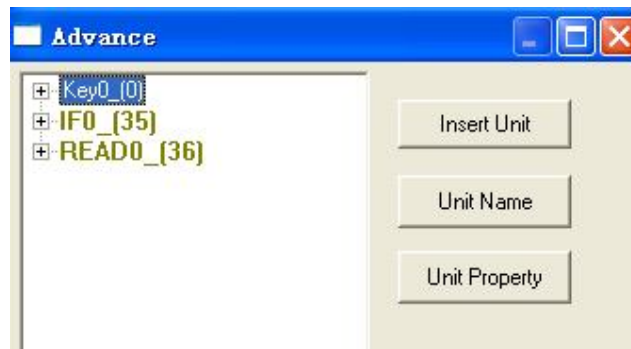 Advance
Key0_(0)
IF0_(35)
READ0_(36)
Insert Unit
Unit Name
Unit Property